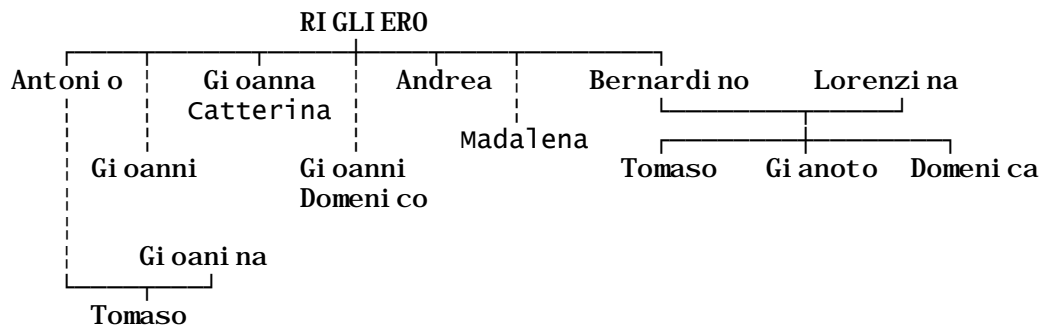 RIGLIERO
Antonio Gioanna Andrea Bernardino Lorenzina
Catterina
Madalena
Gioanni Gioanni Tomaso Gianoto Domenica
Domenico
Gioanina
Tomaso